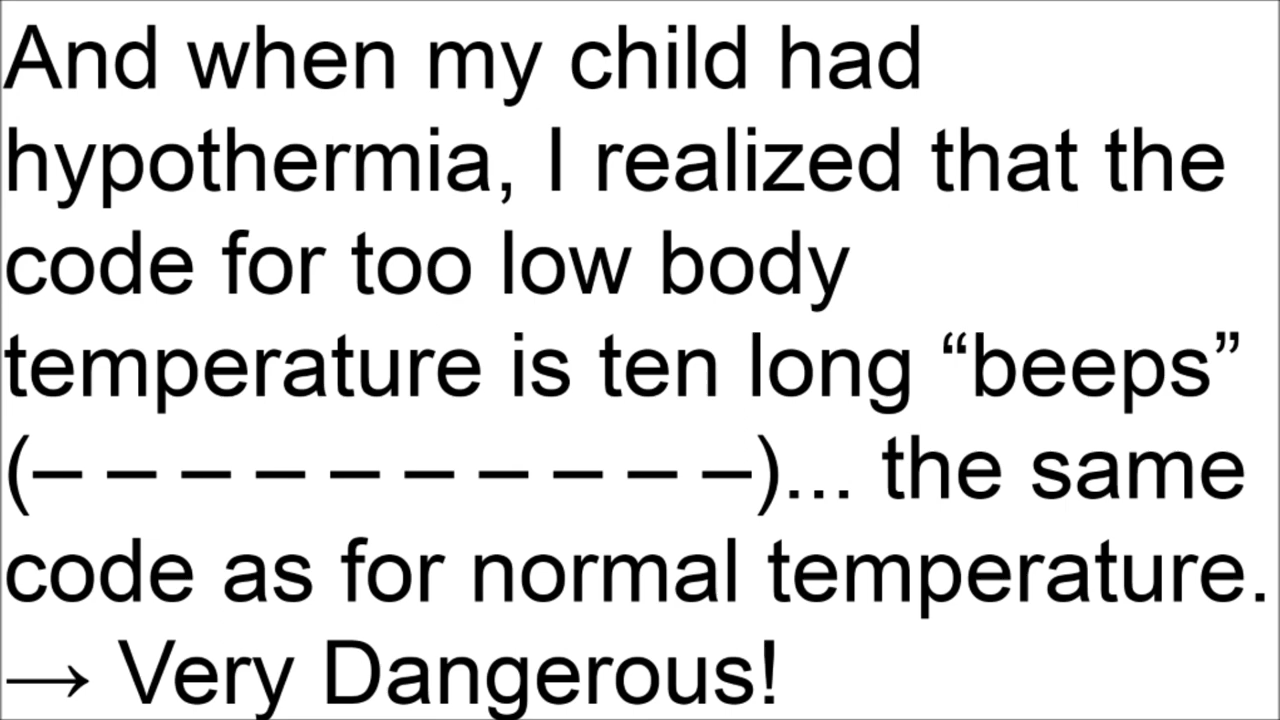 And when my child had
hypothermia, I realized that the
code for too low body
temperature is ten long “beeps”
(– – – – – – – – – –)... the same
code as for normal temperature.
→ Very Dangerous!